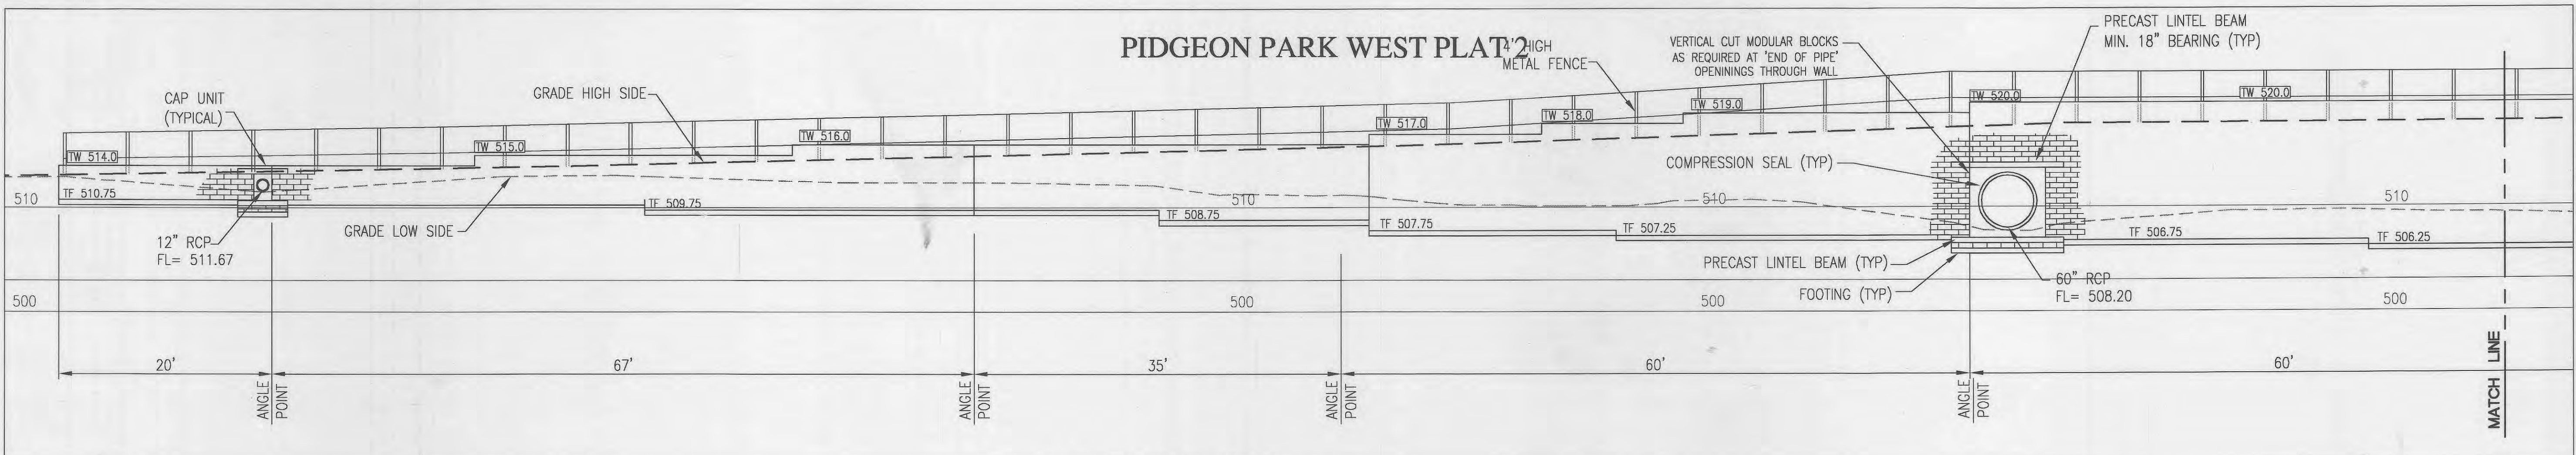 PIDGEON PARK WEST PLAT 2
4' HIGH
METAL FENCE
VERTICAL CUT MODULAR BLOCKS
AS REQUIRED AT 'END OF PIPE'
OPENININGS THROUGH WALL
PRECAST LINTEL BEAM
MIN. 18" BEARING (TYP)
CAP UNIT
(TYPICAL)
GRADE HIGH SIDE
TW 514.0
TW 515.0
TW 516.0
TW 517.0
TW 518.0
TW 519.0
TW 520.0
TW 520.0
COMPRESSION SEAL (TYP)
510
TF 510.75
TF 509.75
TF 508.75
510
TF 507.75
TF 507.25
510
TF 506.75
TF 506.25
510
12" RCP
FL= 511.67
GRADE LOW SIDE
PRECAST LINTEL BEAM (TYP)
FOOTING (TYP)
60" RCP
FL= 508.20
500
500
500
500
20'
67'
35'
60'
60'
ANGLE
POINT
ANGLE
POINT
ANGLE
POINT
ANGLE
POINT
MATCH LINE